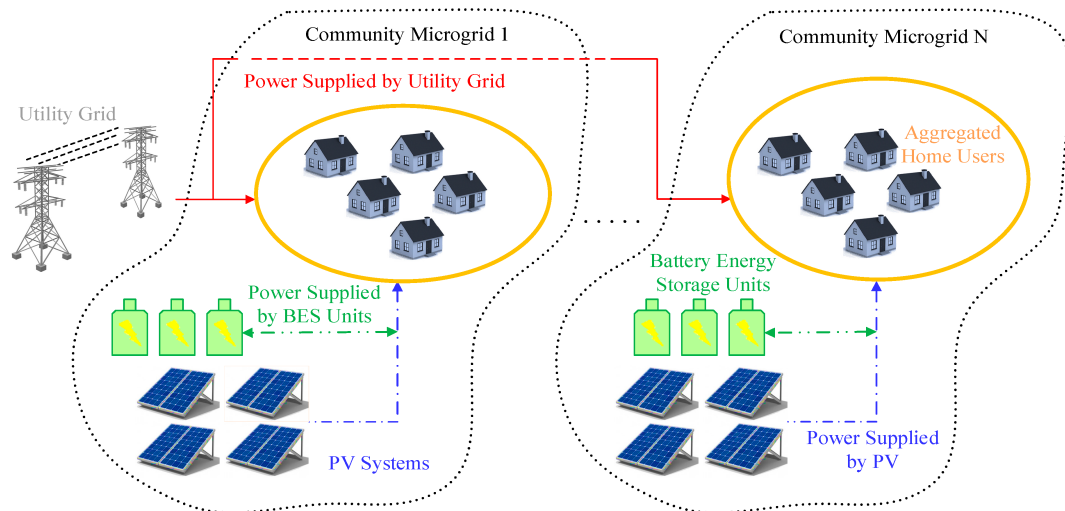 Community Microgrid 1
Community Microgrid N
Power Supplied by Utility Grid
Utility Grid
Aggregated
Home Users
. . . . .
Battery Energy
Storage Units
Power Supplied
by BES Units
PV Systems
Power Supplied
by PV